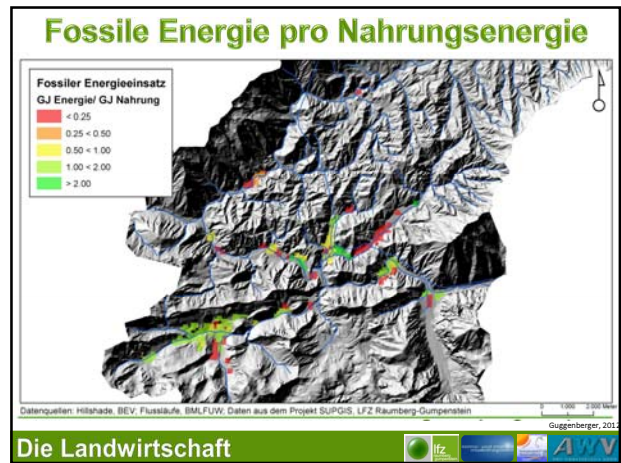 Fossile Energie pro Nahrungsenergie
Fossiler Energieeinsatz
GJ Energie/ GJ Nahrung
< 0.25
0.25 < 0.50
0.50 < 1.00
1.00 < 2.00
> 2.00
Datenquellen: Hillshade, BEV; Flussläufe, BMLFUW; Daten aus dem Projekt SUPGIS, LFZ Raumberg-Gumpenstein
0 1.000 2.000 Meter
Guggenberger, 2012
Die Landwirtschaft
lfz
AWV